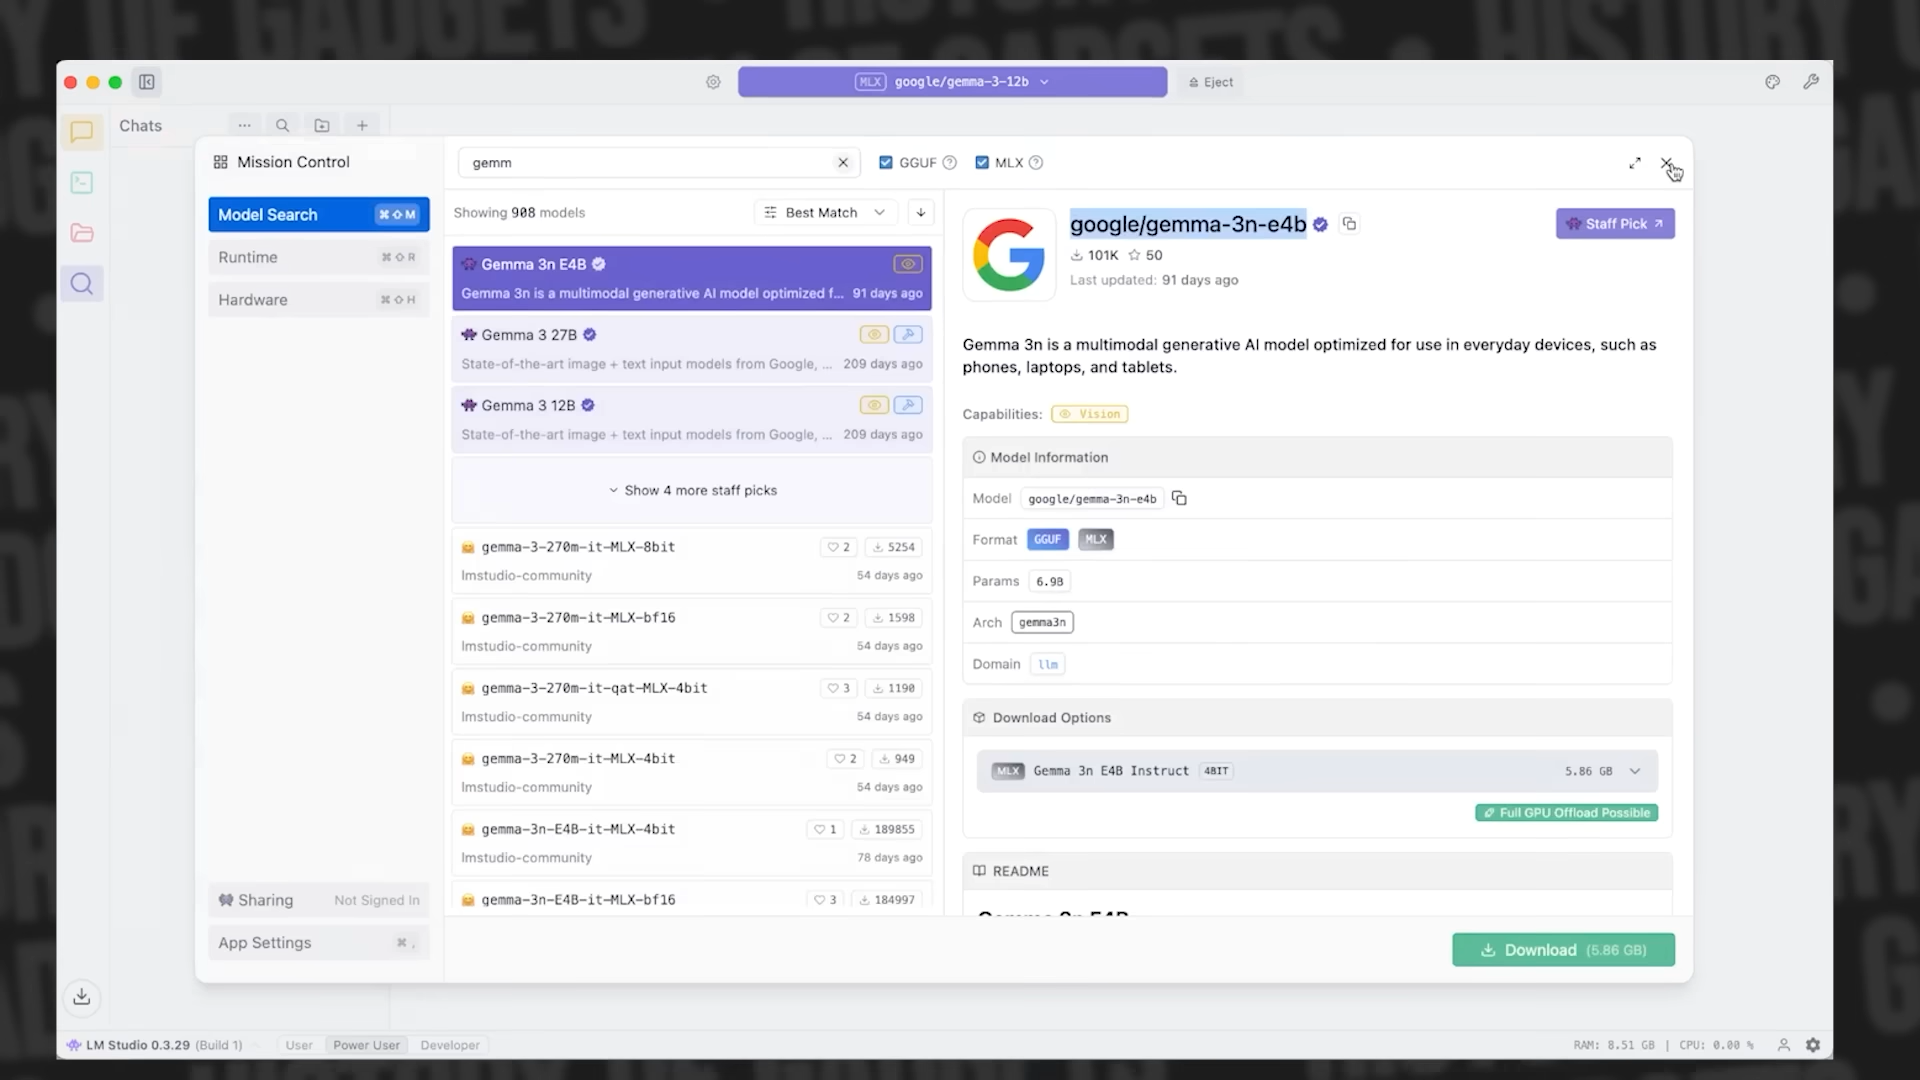 HISTORY OF GADGETS
MLX google/gemma-3-12b
Eject
Chats
Mission Control
gemm
GGUF
MLX
Model Search ⌘ ⇧ M
Runtime ⌘ ⇧ R
Hardware ⌘ ⇧ H
Showing 908 models
Best Match
Gemma 3n E4B
Gemma 3n is a multimodal generative AI model optimized f... 91 days ago
Gemma 3 27B
State-of-the-art image + text input models from Google, ... 209 days ago
Gemma 3 12B
State-of-the-art image + text input models from Google, ... 209 days ago
Show 4 more staff picks
gemma-3-270m-it-MLX-8bit 2 5254
lmstudio-community 54 days ago
gemma-3-270m-it-MLX-bf16 2 1598
lmstudio-community 54 days ago
gemma-3-270m-it-qat-MLX-4bit 3 1190
lmstudio-community 54 days ago
gemma-3-270m-it-MLX-4bit 2 949
lmstudio-community 54 days ago
gemma-3n-E4B-it-MLX-4bit 1 189855
lmstudio-community 78 days ago
gemma-3n-E4B-it-MLX-bf16 3 184997
google/gemma-3n-e4b
Staff Pick
101K 50
Last updated: 91 days ago
Gemma 3n is a multimodal generative AI model optimized for use in everyday devices, such as
phones, laptops, and tablets.
Capabilities: Vision
Model Information
Model google/gemma-3n-e4b
Format GGUF MLX
Params 6.9B
Arch gemma3n
Domain llm
Download Options
MLX Gemma 3n E4B Instruct 4BIT 5.86 GB
Full GPU Offload Possible
README
Gemma 3n E4B
Sharing Not Signed In
App Settings ⌘ ,
Download (5.86 GB)
LM Studio 0.3.29 (Build 1)
User
Power User
Developer
RAM: 8.51 GB | CPU: 0.00 %